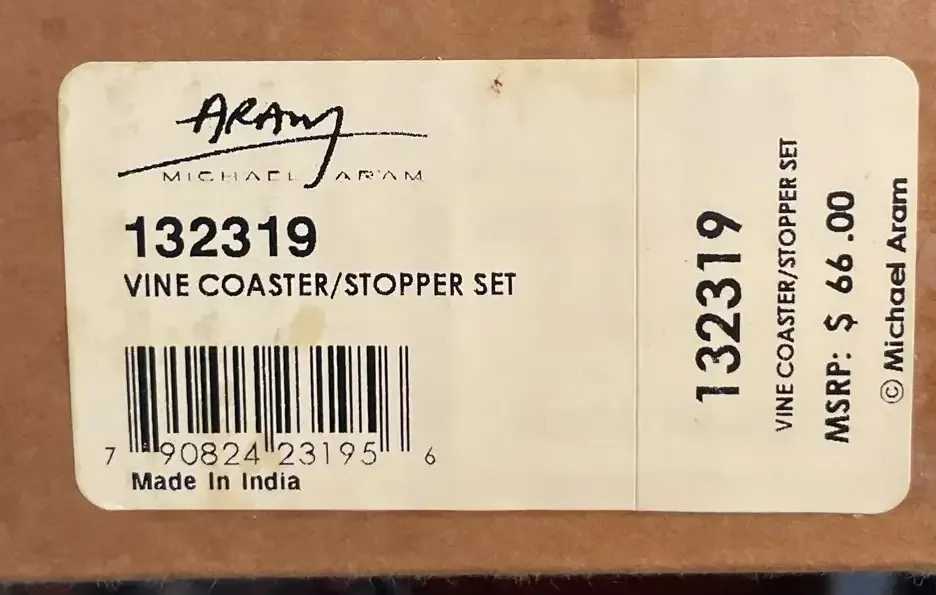 ARAM
MICHAEL ARAM
132319
VINE COASTER/STOPPER SET
7 90824 23195 6
Made In India
132319
VINE COASTER/STOPPER SET
MSRP: $ 66.00
© Michael Aram